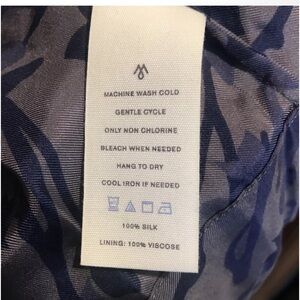 MACHINE WASH COLD
GENTLE CYCLE
ONLY NON CHLORINE
BLEACH WHEN NEEDED
HANG TO DRY
COOL IRON IF NEEDED
100% SILK
LINING: 100% VISCOSE